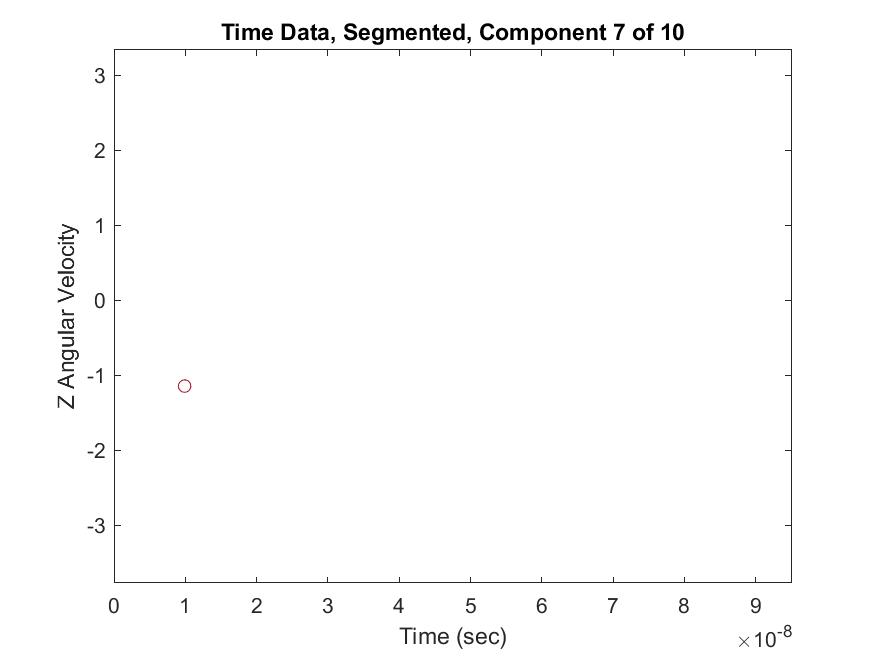 Time Data, Segmented, Component 7 of 10
3
2
1
0
-1
-2
-3
Z Angular Velocity
0 1 2 3 4 5 6 7 8 9
Time (sec)
×10⁻⁸